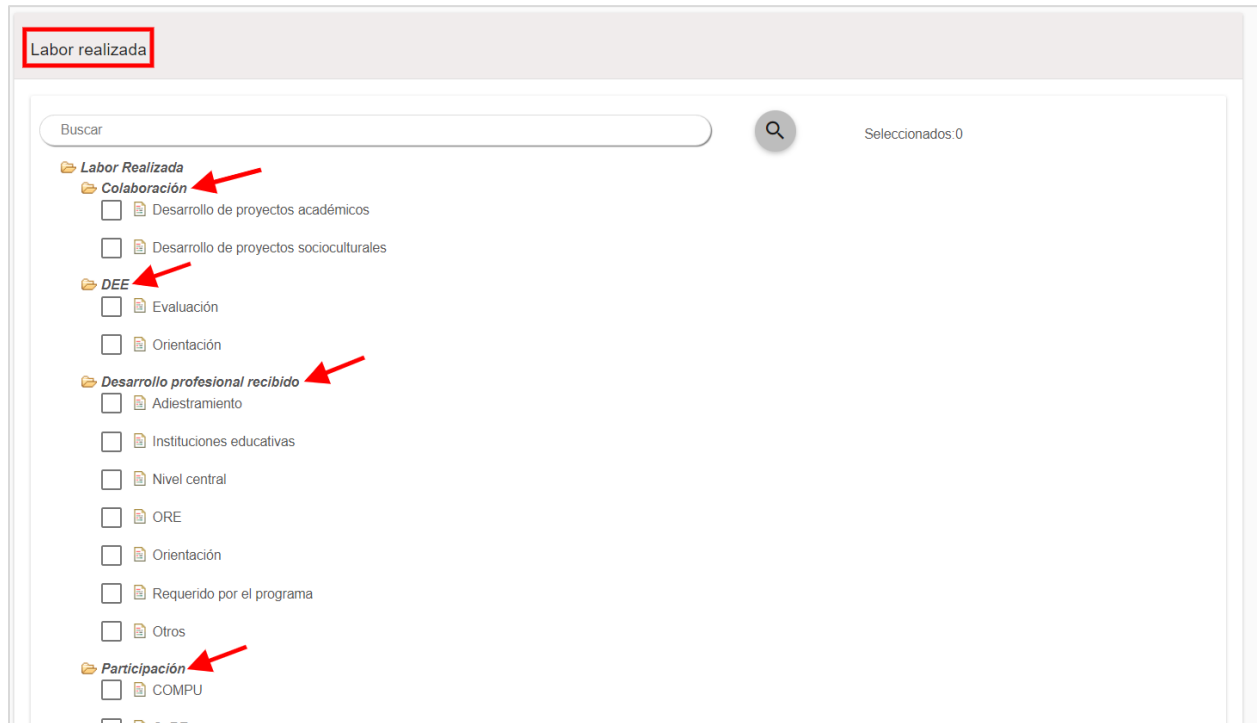 Labor realizada
Buscar
Seleccionados:0
Labor Realizada
Colaboración
Desarrollo de proyectos académicos
Desarrollo de proyectos socioculturales
DEE
Evaluación
Orientación
Desarrollo profesional recibido
Adiestramiento
Instituciones educativas
Nivel central
ORE
Orientación
Requerido por el programa
Otros
Participación
COMPU